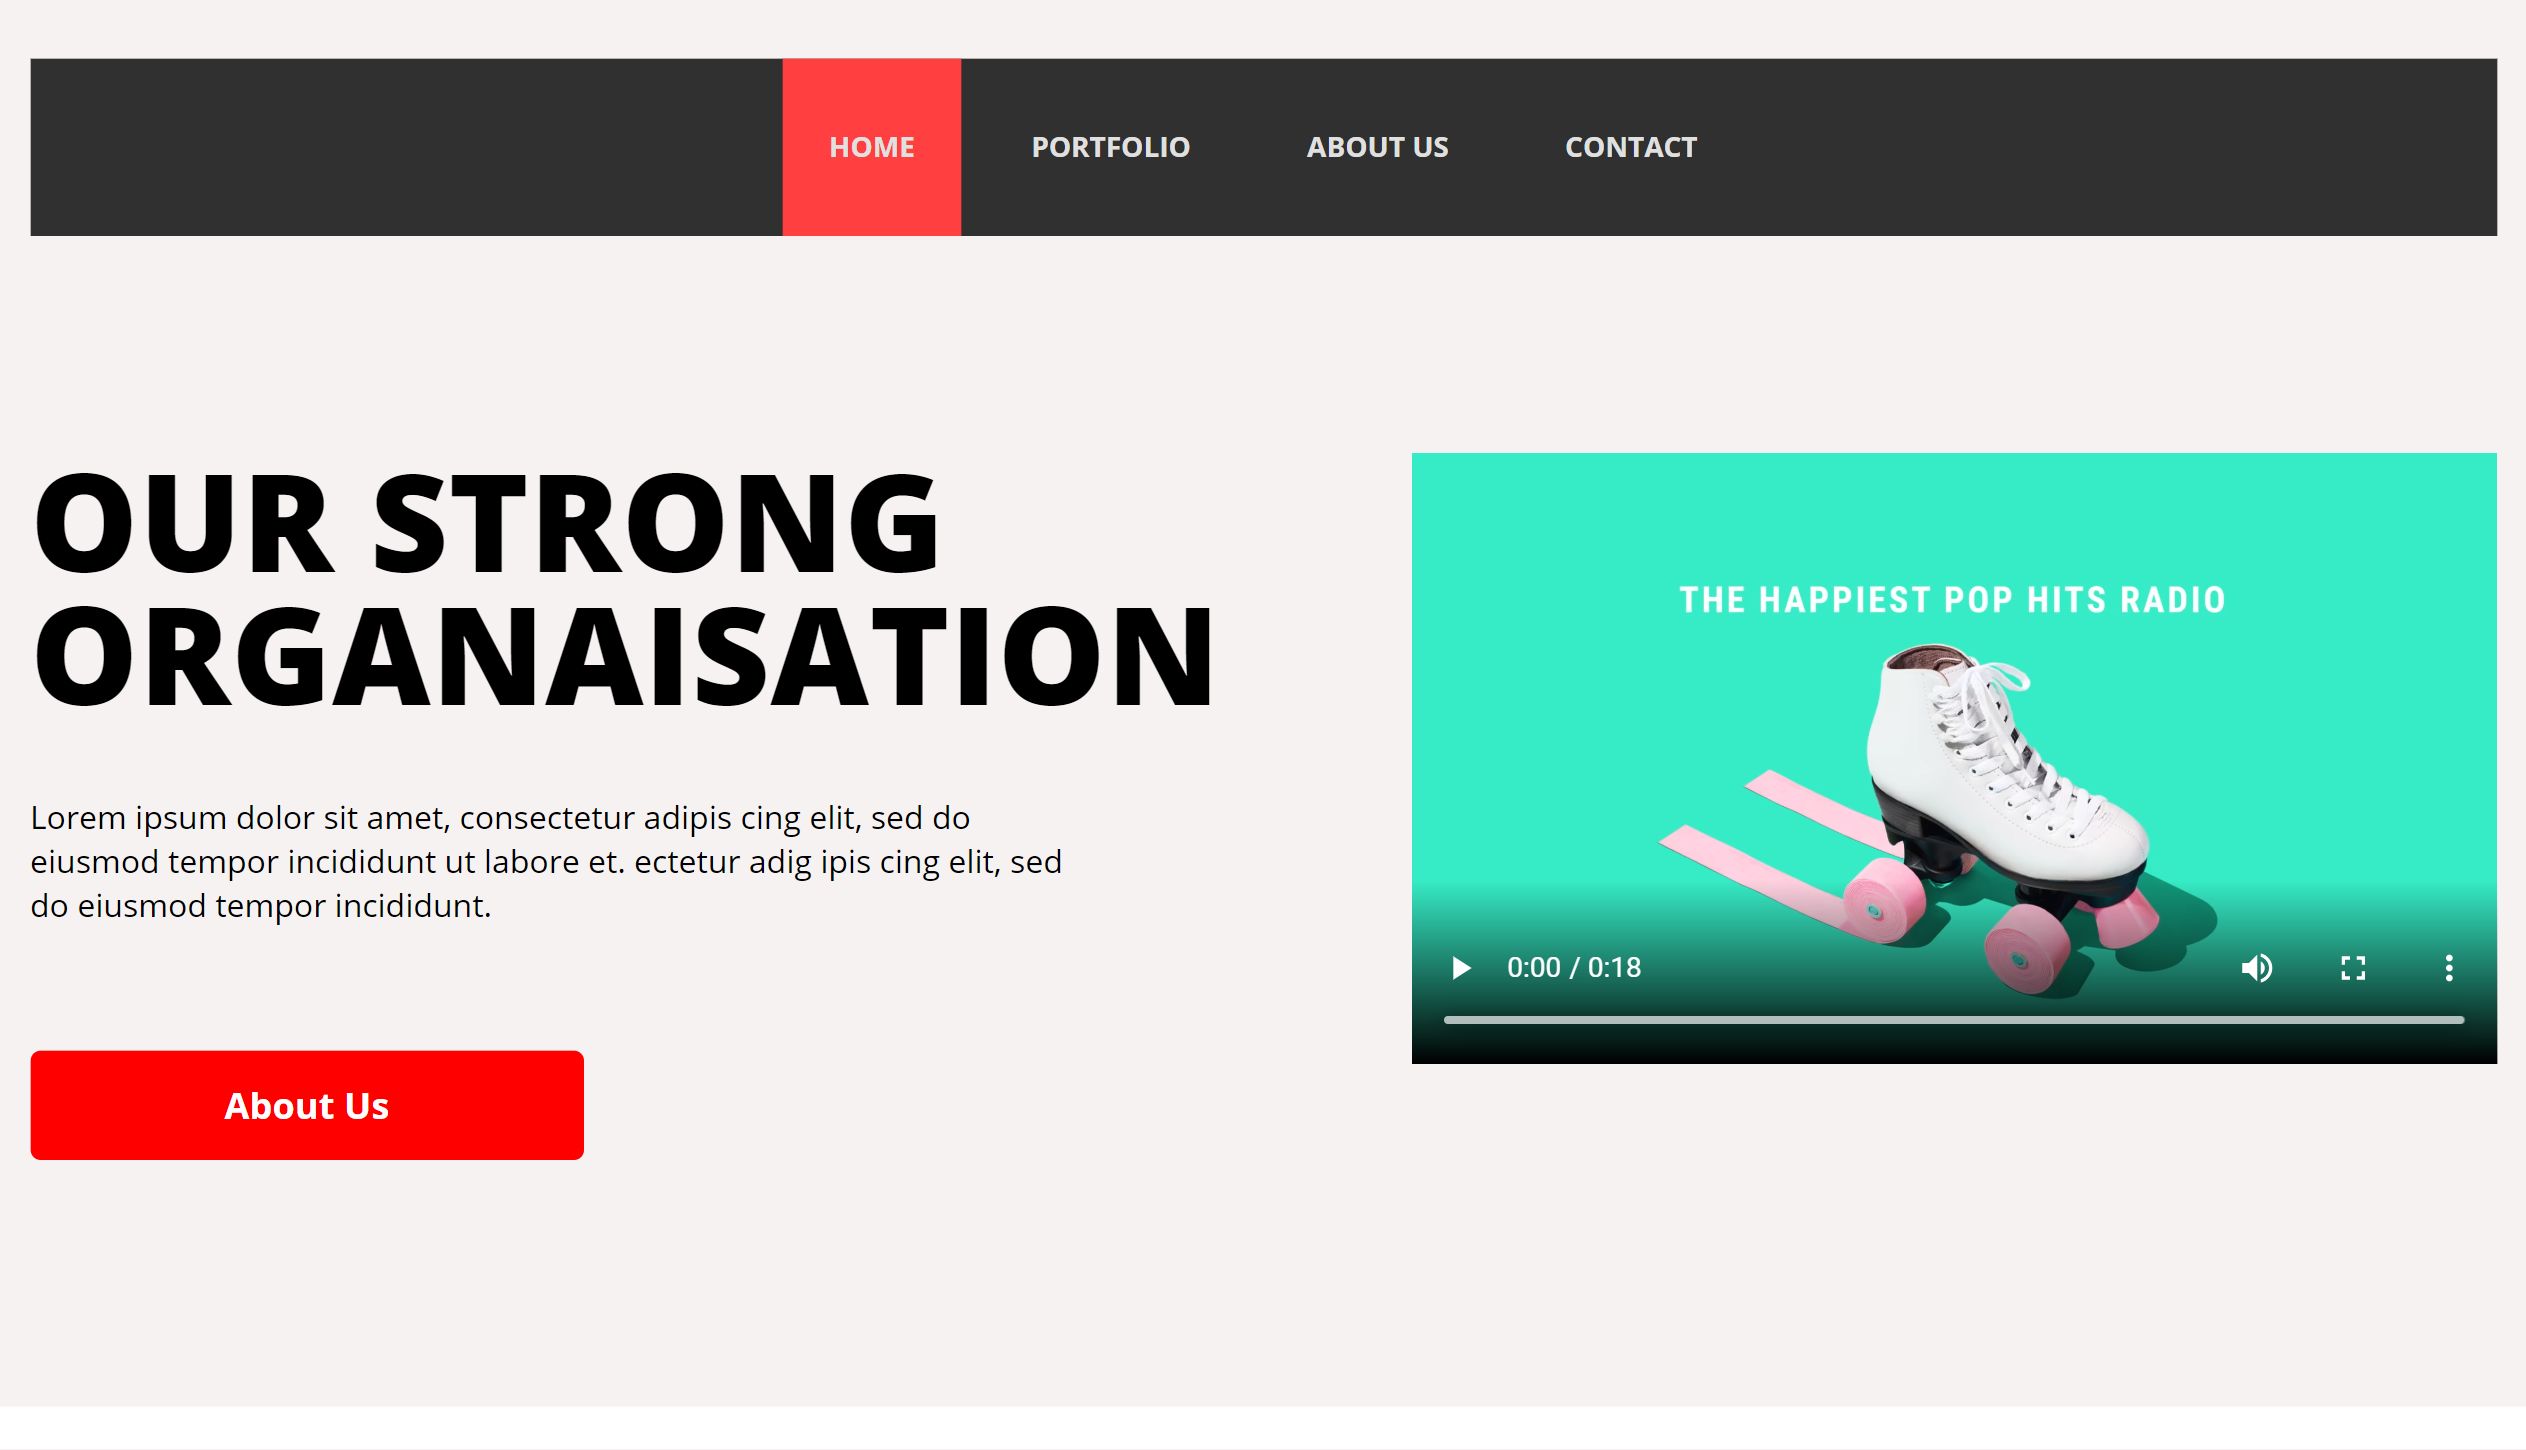 HOME PORTFOLIO ABOUT US CONTACT
OUR STRONG
ORGANAISATION
Lorem ipsum dolor sit amet, consectetur adipis cing elit, sed do
eiusmod tempor incididunt ut labore et. ectetur adig ipis cing elit, sed
do eiusmod tempor incididunt.
About Us
THE HAPPIEST POP HITS RADIO
0:00 / 0:18